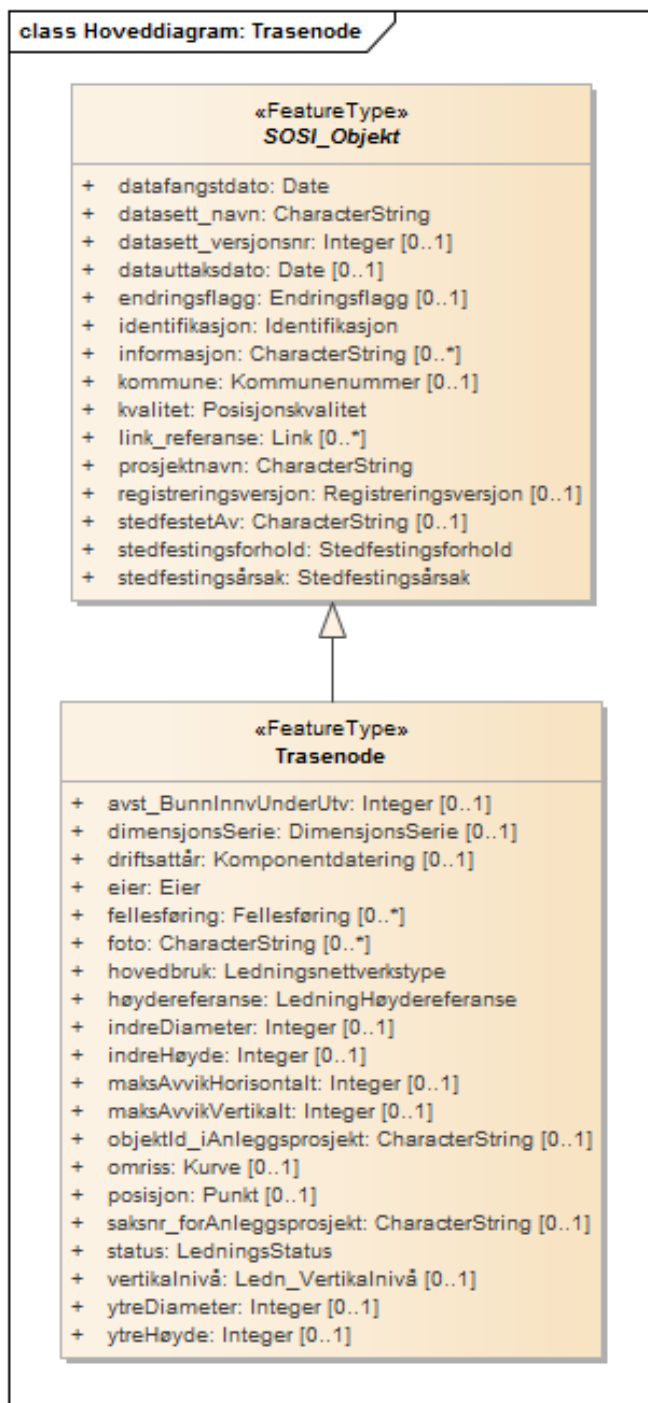 class Hoveddiagram: Trasenode
«FeatureType»
SOSI_Objekt
+ datafangstdato: Date
+ datasett_navn: CharacterString
+ datasett_versjonsnr: Integer [0..1]
+ datauttaksdato: Date [0..1]
+ endringsflagg: Endringsflagg [0..1]
+ identifikasjon: Identifikasjon
+ informasjon: CharacterString [0..*]
+ kommune: Kommunenummer [0..1]
+ kvalitet: Posisjonskvalitet
+ link_referanse: Link [0..*]
+ prosjektnavn: CharacterString
+ registreringsversjon: Registreringsversjon [0..1]
+ stedfestetAv: CharacterString [0..1]
+ stedfestingsforhold: Stedfestingsforhold
+ stedfestingsårsak: Stedfestingsårsak
«FeatureType»
Trasenode
+ avst_BunnInnvUnderUtv: Integer [0..1]
+ dimensjonsSerie: DimensjonsSerie [0..1]
+ driftsattår: Komponentdatering [0..1]
+ eier: Eier
+ fellesføring: Fellesføring [0..*]
+ foto: CharacterString [0..*]
+ hovedbruk: Ledningsnettverkstype
+ høydereferanse: LedningHøydereferanse
+ indreDiameter: Integer [0..1]
+ indreHøyde: Integer [0..1]
+ maksAvvikHorisontalt: Integer [0..1]
+ maksAvvikVertikalt: Integer [0..1]
+ objektId_iAnleggsprosjekt: CharacterString [0..1]
+ omriss: Kurve [0..1]
+ posisjon: Punkt [0..1]
+ saksnr_forAnleggsprosjekt: CharacterString [0..1]
+ status: LedningsStatus
+ vertikalnivå: Ledn_Vertikalnivå [0..1]
+ ytreDiameter: Integer [0..1]
+ ytreHøyde: Integer [0..1]